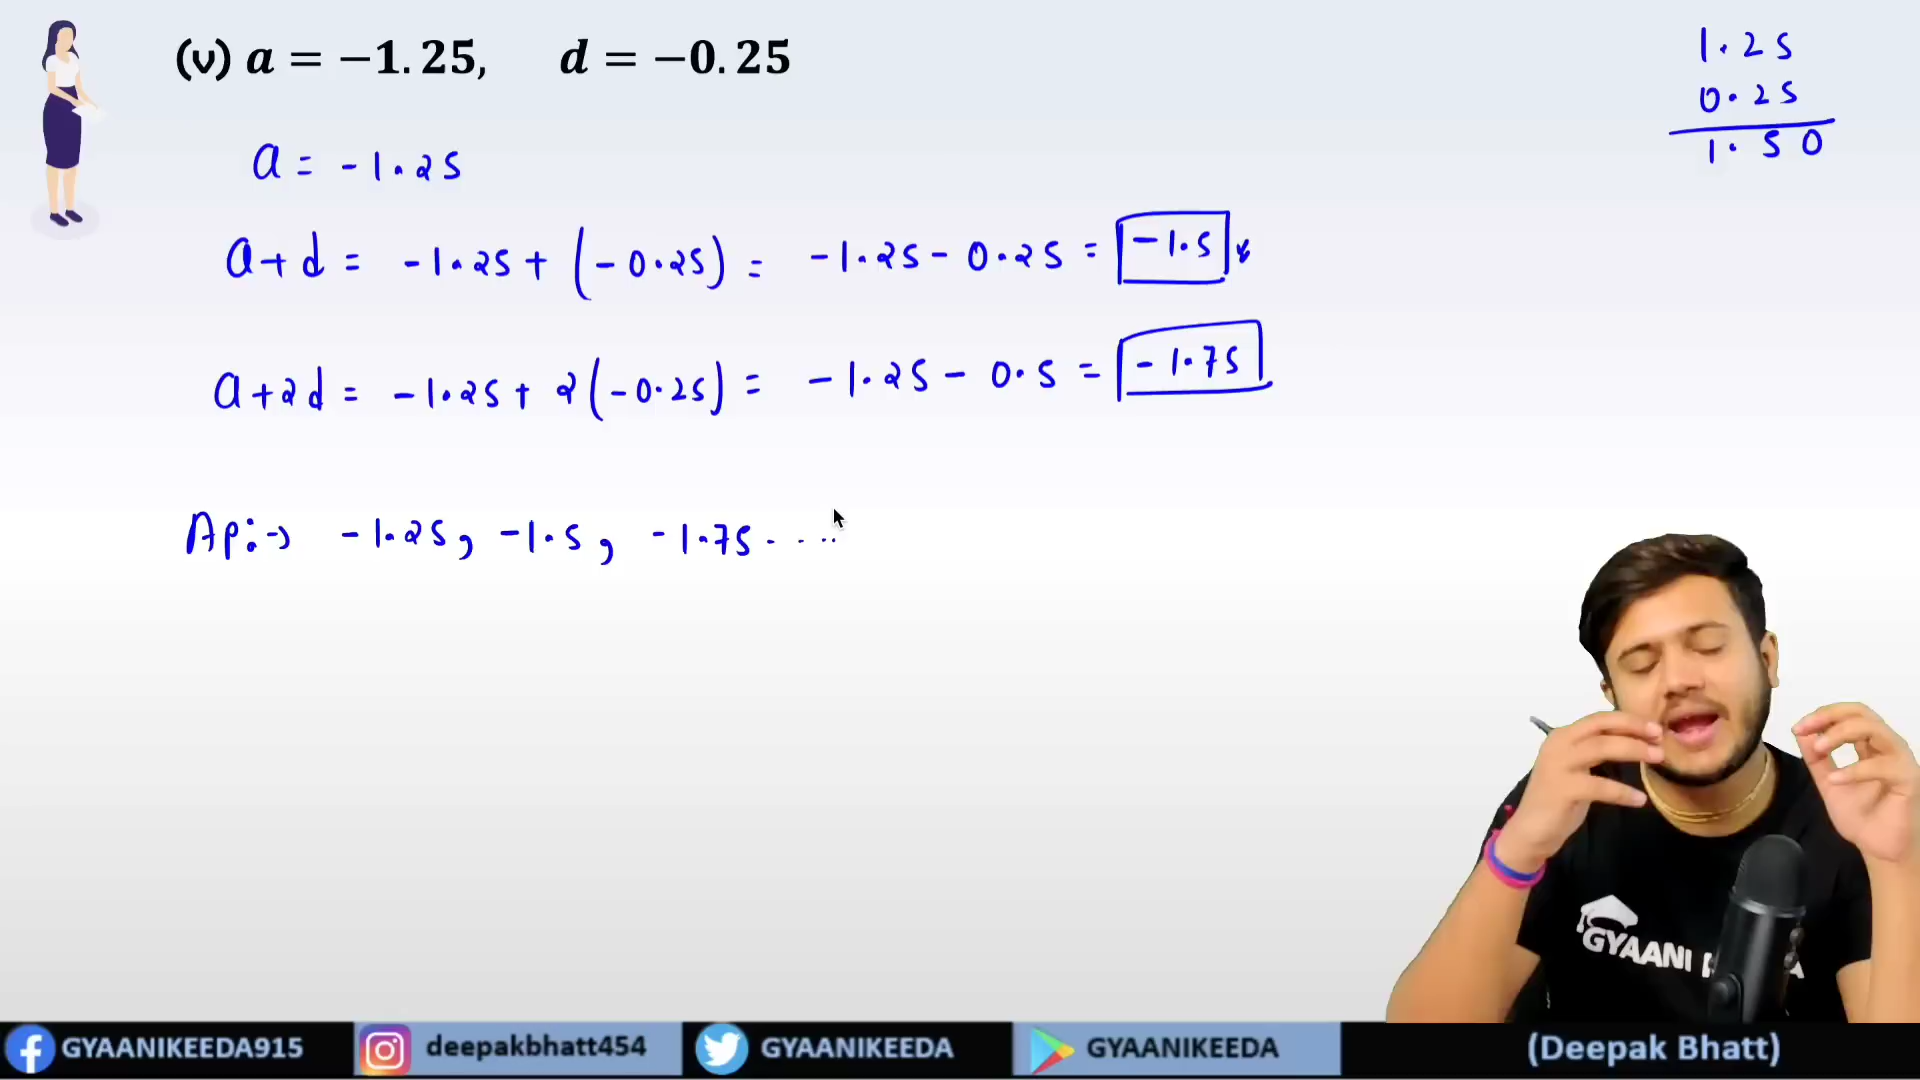 (v) a = −1.25, d = −0.25
1.25
0.25
1.50
a = -1.25
a+d = -1.25 + (-0.25) = -1.25 - 0.25 = -1.5
a+2d = -1.25 + 2(-0.25) = -1.25 - 0.5 = -1.75
Ap:→ -1.25, -1.5, -1.75 . . ..
GYAANI
GYAANIKEEDA915 deepakbhatt454 GYAANIKEEDA GYAANIKEEDA (Deepak Bhatt)